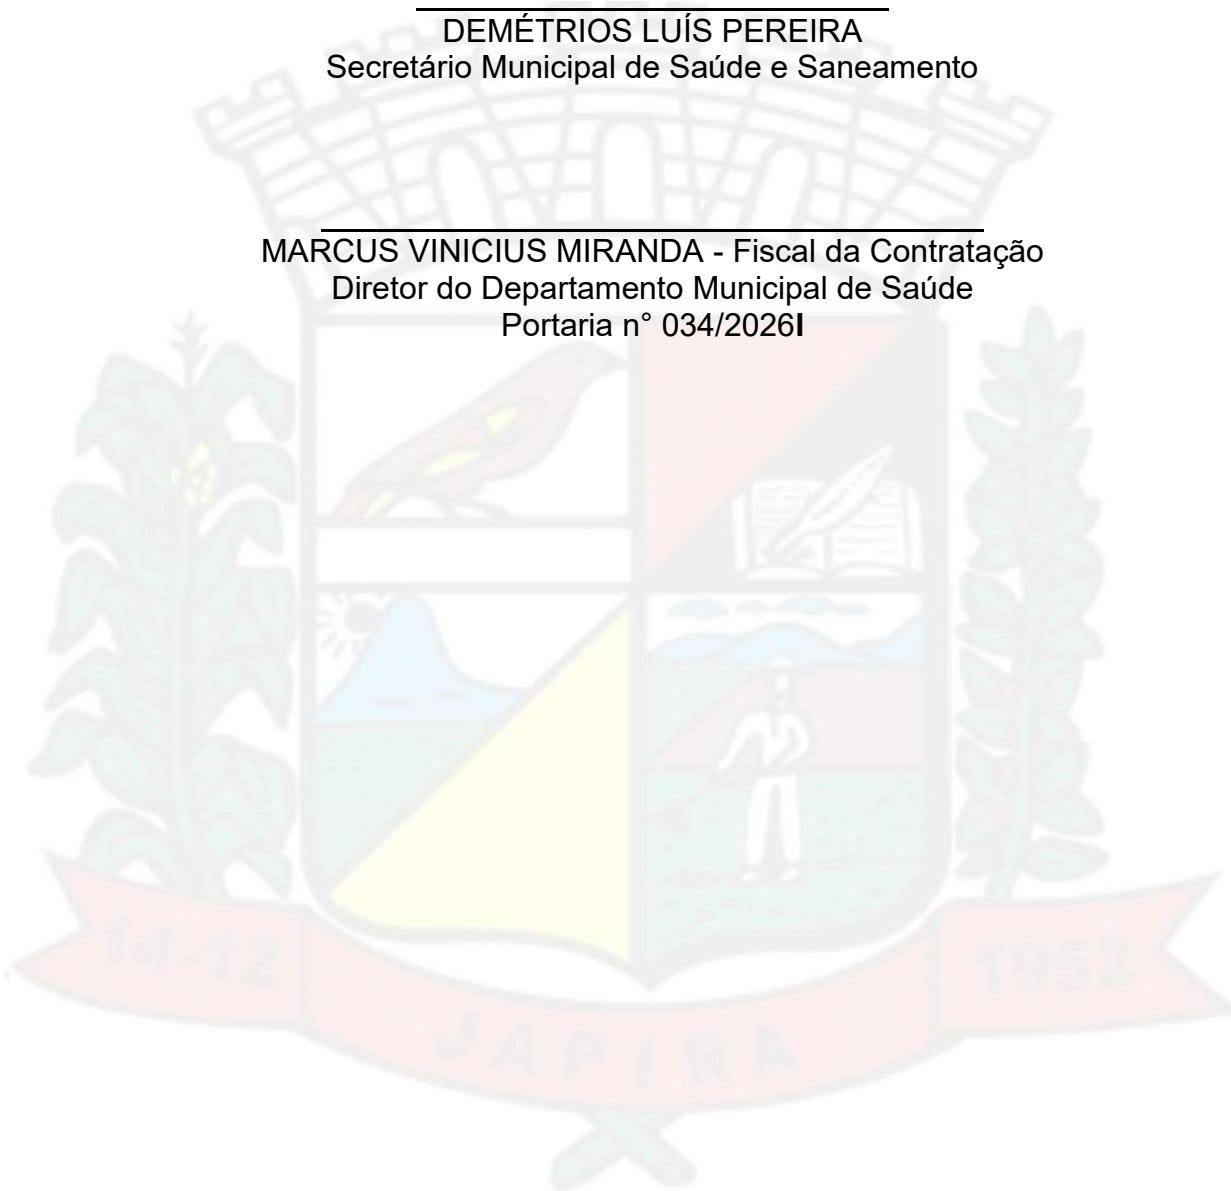 DEMÉTRIOS LUÍS PEREIRA
Secretário Municipal de Saúde e Saneamento
MARCUS VINICIUS MIRANDA - Fiscal da Contratação
Diretor do Departamento Municipal de Saúde
Portaria n° 034/2026I
14-12
1952
JAPIRA